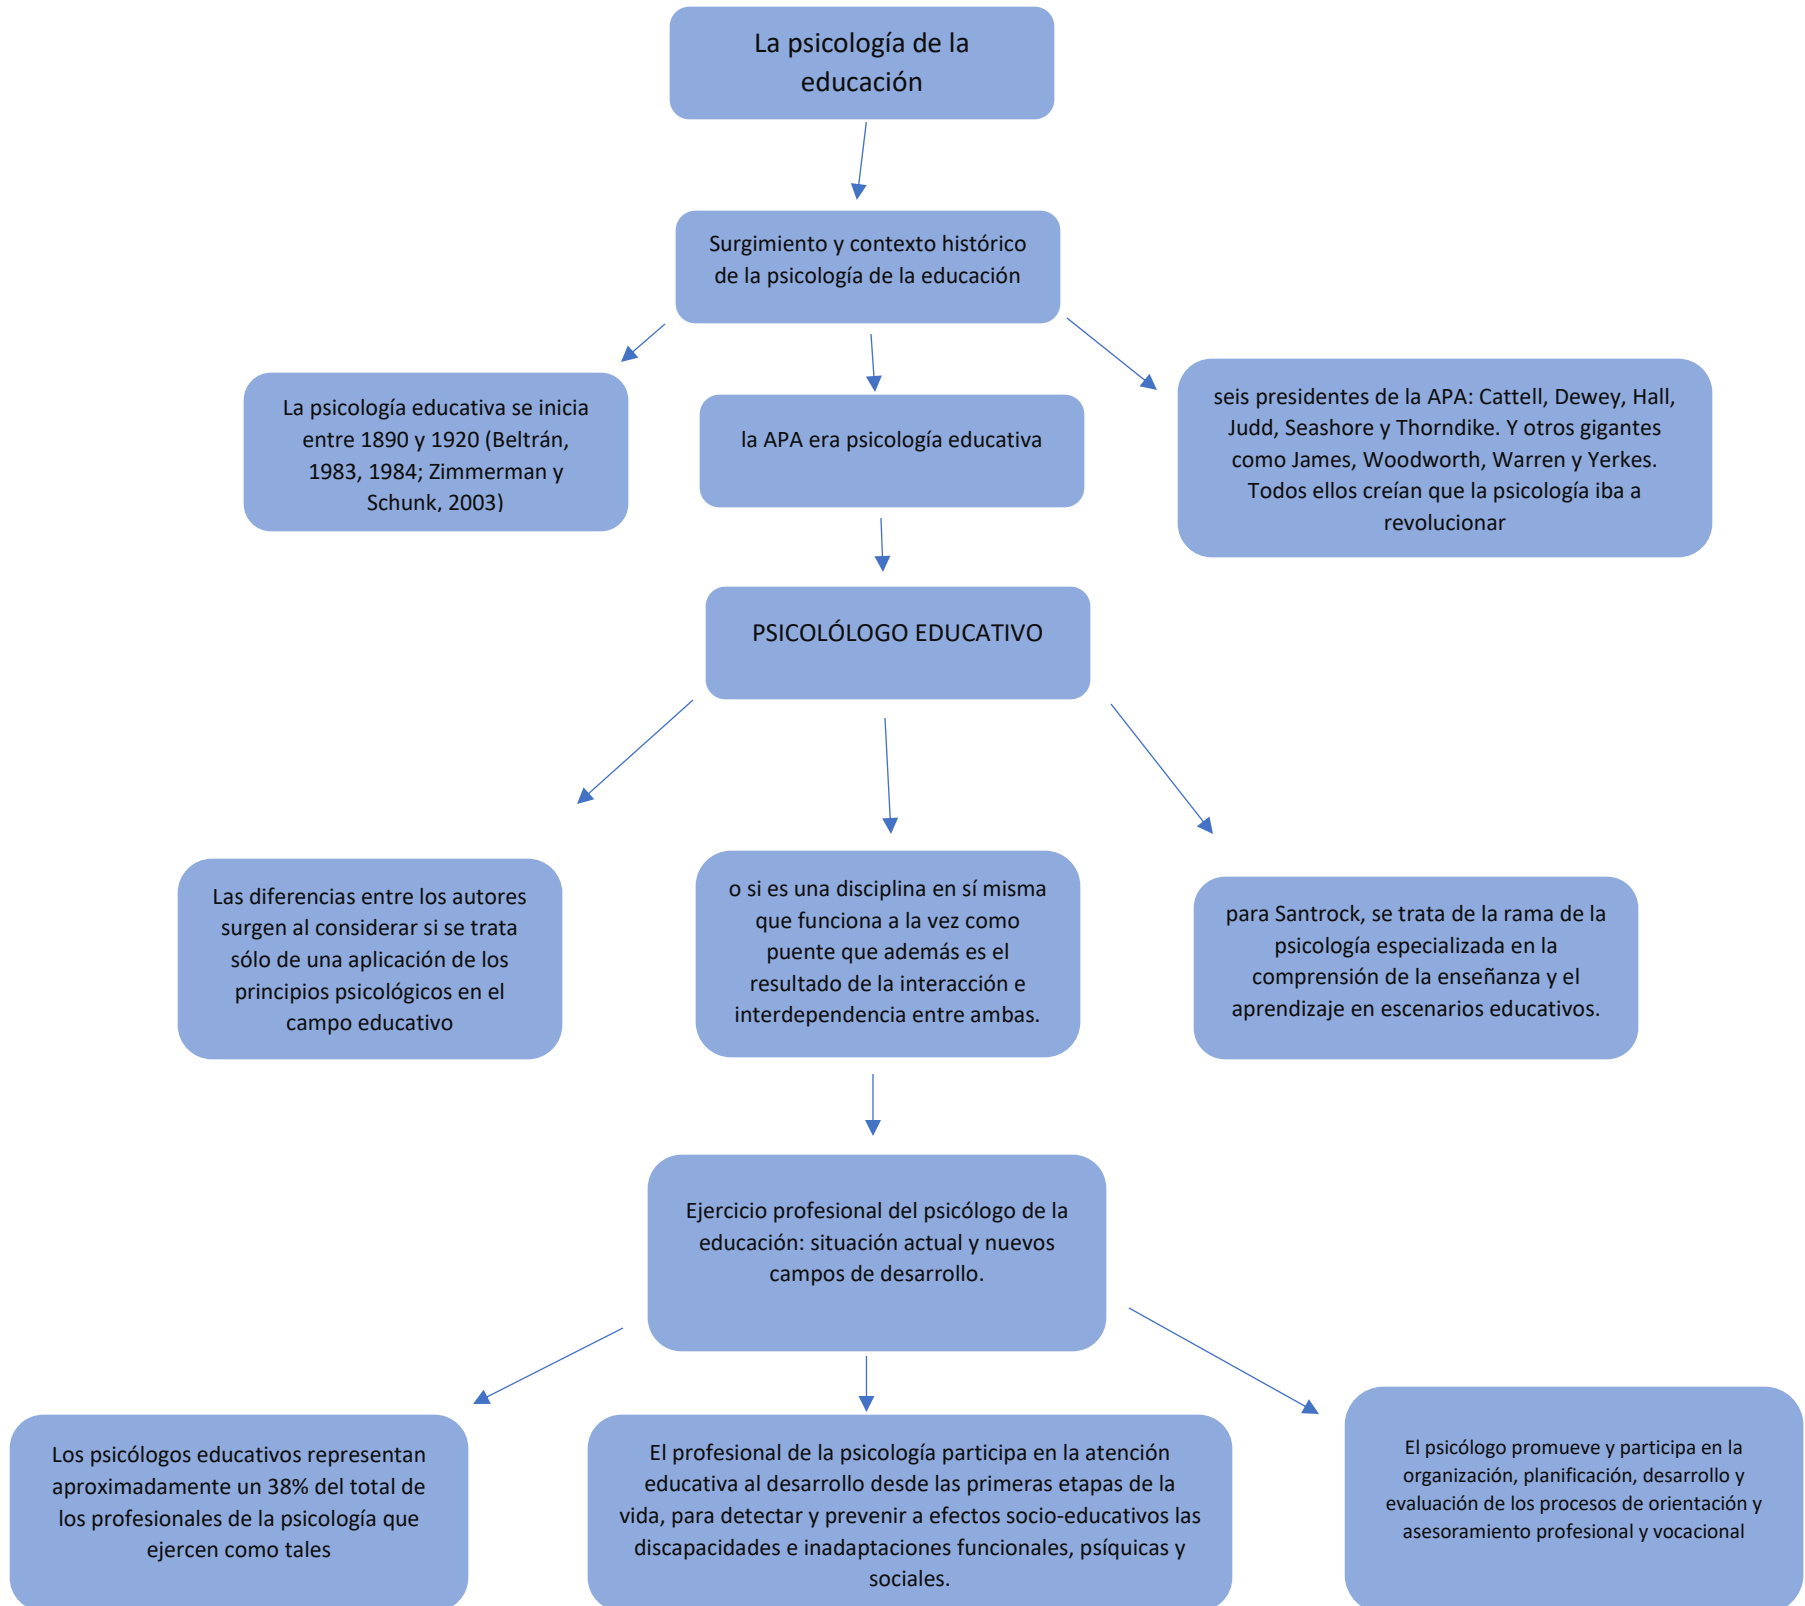 La psicología de la
educación
Surgimiento y contexto histórico
de la psicología de la educación
La psicología educativa se inicia
entre 1890 y 1920 (Beltrán,
1983, 1984; Zimmerman y
Schunk, 2003)
la APA era psicología educativa
seis presidentes de la APA: Cattell, Dewey, Hall,
Judd, Seashore y Thorndike. Y otros gigantes
como James, Woodworth, Warren y Yerkes.
Todos ellos creían que la psicología iba a
revolucionar
PSICOLÓLOGO EDUCATIVO
Las diferencias entre los autores
surgen al considerar si se trata
sólo de una aplicación de los
principios psicológicos en el
campo educativo
o si es una disciplina en sí misma
que funciona a la vez como
puente que además es el
resultado de la interacción e
interdependencia entre ambas.
para Santrock, se trata de la rama de la
psicología especializada en la
comprensión de la enseñanza y el
aprendizaje en escenarios educativos.
Ejercicio profesional del psicólogo de la
educación: situación actual y nuevos
campos de desarrollo.
Los psicólogos educativos representan
aproximadamente un 38% del total de
los profesionales de la psicología que
ejercen como tales
El profesional de la psicología participa en la atención
educativa al desarrollo desde las primeras etapas de la
vida, para detectar y prevenir a efectos socio-educativos las
discapacidades e inadaptaciones funcionales, psíquicas y
sociales.
El psicólogo promueve y participa en la
organización, planificación, desarrollo y
evaluación de los procesos de orientación y
asesoramiento profesional y vocacional